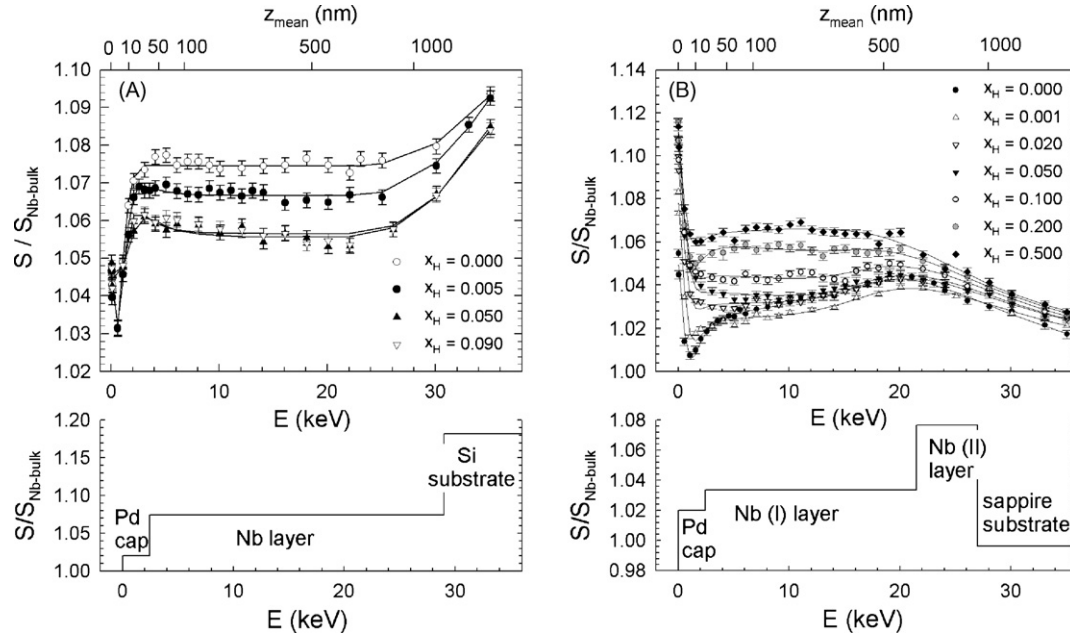 z_mean (nm)
0 10 50 100 500 1000
(A)
S / S_Nb-bulk
1.10
1.09
1.08
1.07
1.06
1.05
1.04
1.03
1.02
x_H = 0.000
x_H = 0.005
x_H = 0.050
x_H = 0.090
0 10 20 30
E (keV)
S/S_Nb-bulk
1.20
1.15
1.10
1.05
1.00
Pd
cap
Nb layer
Si
substrate
0 10 20 30
E (keV)
z_mean (nm)
0 10 50 100 500 1000
(B)
S/S_Nb-bulk
1.14
1.12
1.10
1.08
1.06
1.04
1.02
1.00
x_H = 0.000
x_H = 0.001
x_H = 0.020
x_H = 0.050
x_H = 0.100
x_H = 0.200
x_H = 0.500
0 10 20 30
E (keV)
S/S_Nb-bulk
1.08
1.06
1.04
1.02
1.00
0.98
Pd
cap
Nb (I) layer
Nb (II)
layer
sappire
substrate
0 10 20 30
E (keV)